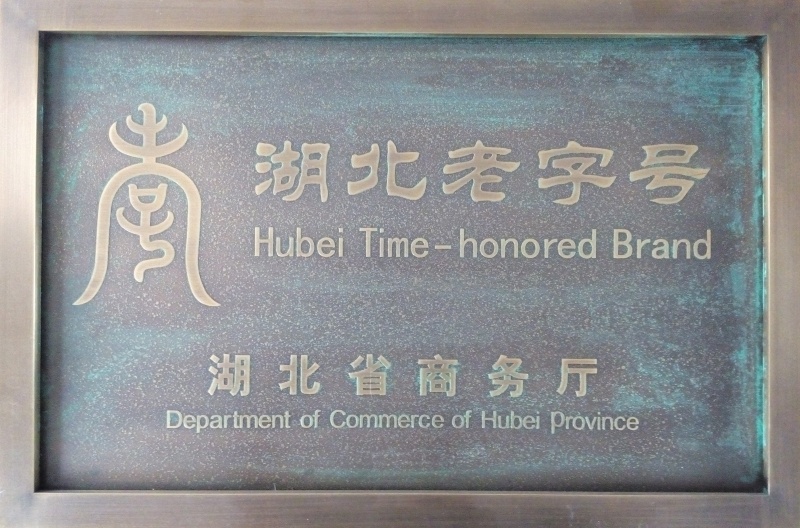 湖北老字号
Hubei Time-honored Brand
湖北省商务厅
Department of Commerce of Hubei province